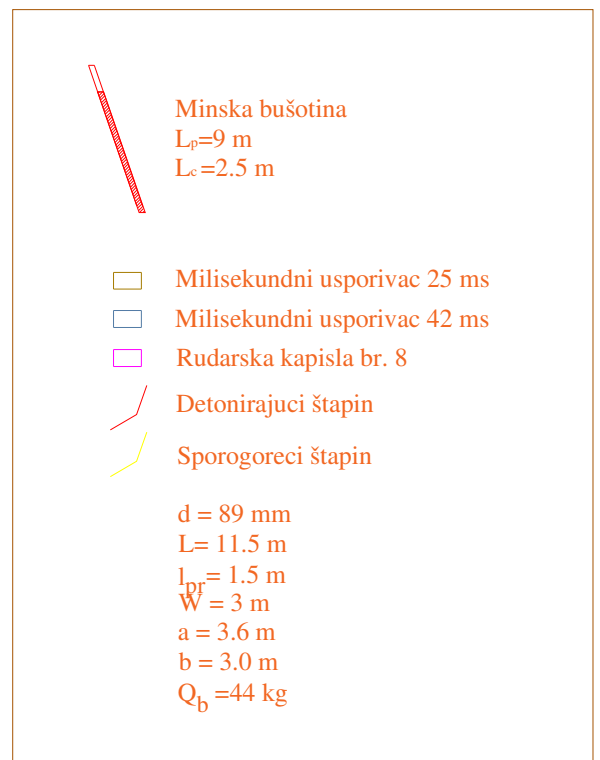 Minska bušotina
Lp=9 m
Lc =2.5 m
Milisekundni usporivac 25 ms
Milisekundni usporivac 42 ms
Rudarska kapisla br. 8
Detonirajuci štapin
Sporogoreci štapin
d = 89 mm
L= 11.5 m
lpr= 1.5 m
W = 3 m
a = 3.6 m
b = 3.0 m
Qb =44 kg